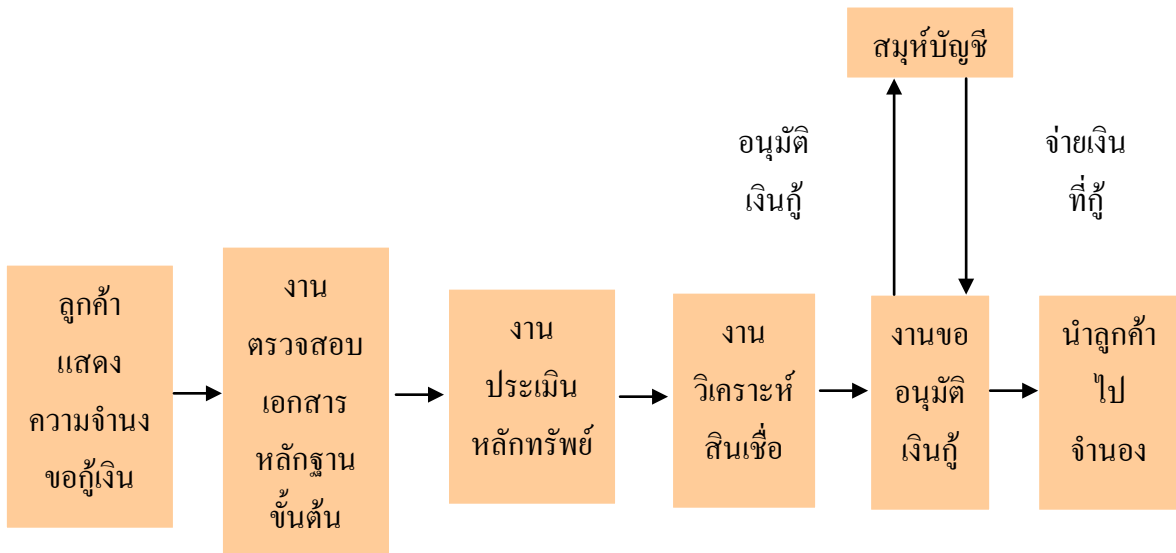 สมุห์บัญชี
อนุมัติ
เงินกู้
จ่ายเงิน
ที่กู้
ลูกค้า
แสดง
ความจำนง
ขอกู้เงิน
งาน
ตรวจสอบ
เอกสาร
หลักฐาน
ขั้นต้น
งาน
ประเมิน
หลักทรัพย์
งาน
วิเคราะห์
สินเชื่อ
งานขอ
อนุมัติ
เงินกู้
นำลูกค้า
ไป
จำนอง